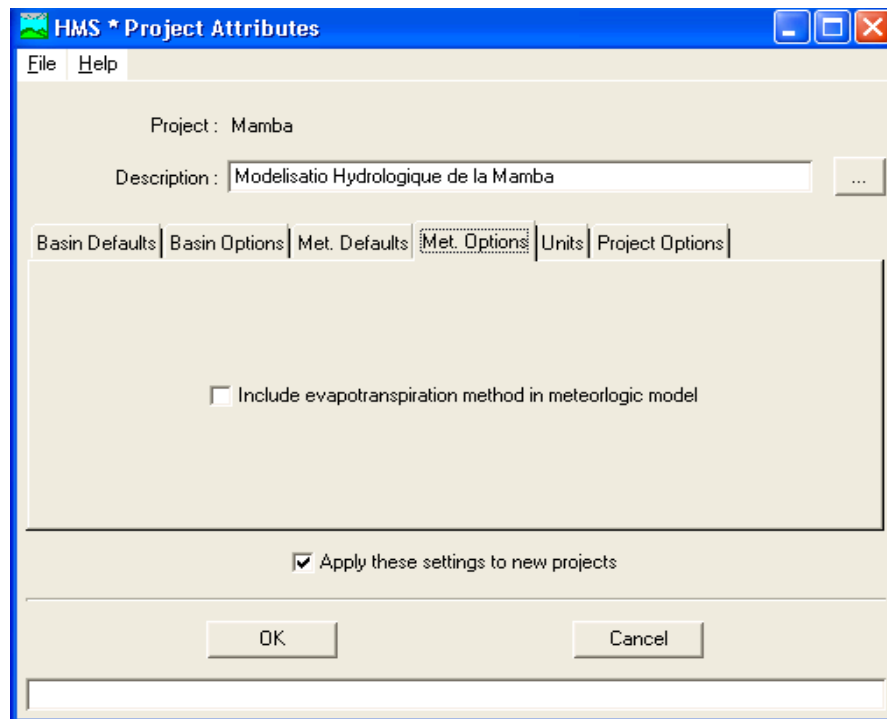 HMS * Project Attributes
File Help
Project : Mamba
Description : Modelisatio Hydrologique de la Mamba ...
Basin Defaults Basin Options Met. Defaults Met. Options Units Project Options
Include evapotranspiration method in meteorlogic model
Apply these settings to new projects
OK Cancel